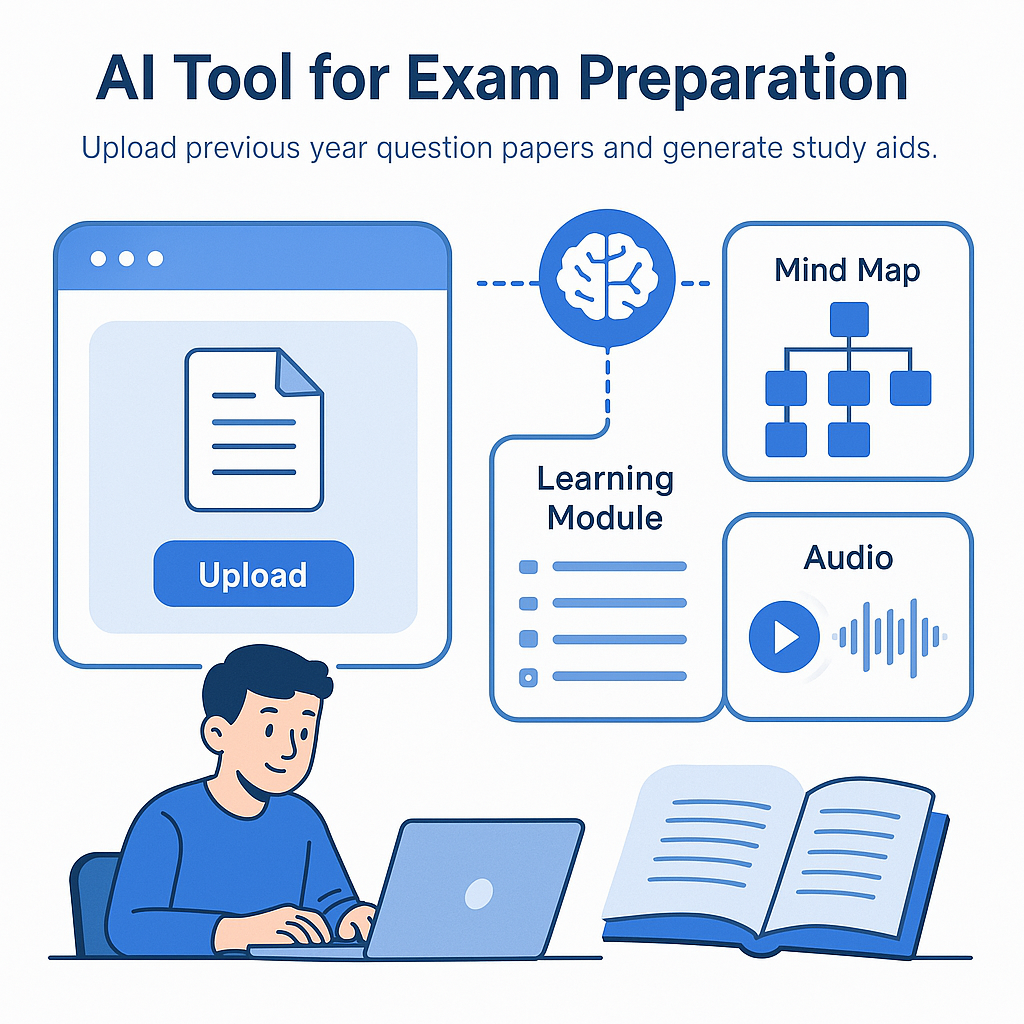 AI Tool for Exam Preparation
Upload previous year question papers and generate study aids.
Upload
Mind Map
Learning
Module
Audio